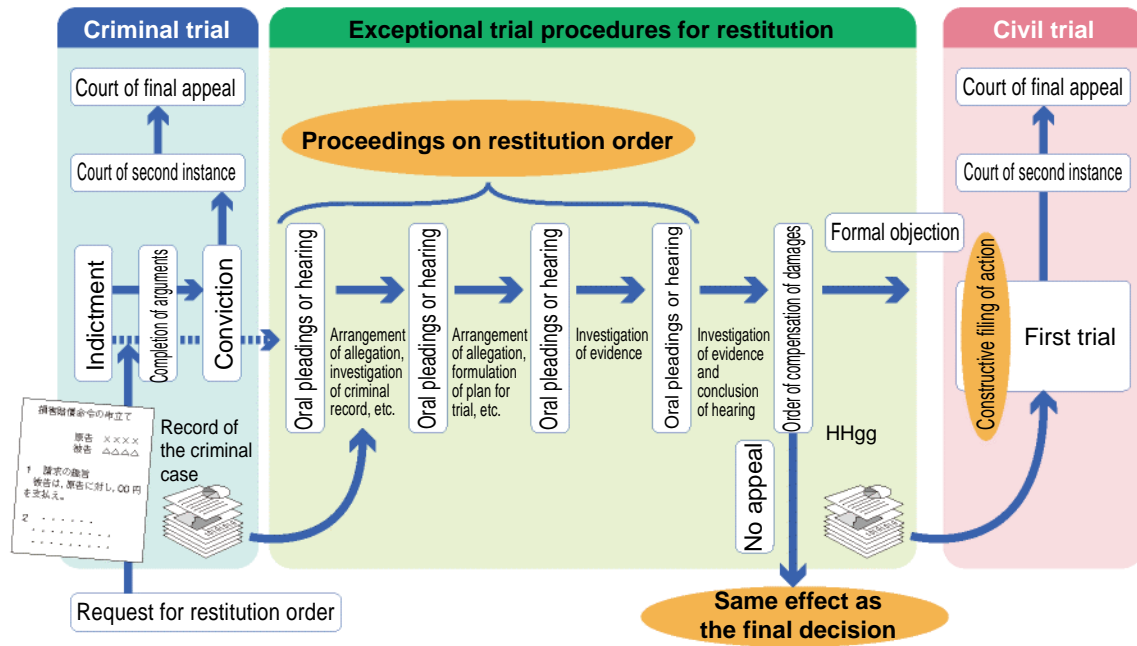 Criminal trial
Court of final appeal
Court of second instance
Indictment
Completion of arguments
Conviction
損害賠償命令の申立て
原告 ××××
被告 △△△△
1 請求の趣旨
被告は、原告に対し、○○円
を支払え。
2 ・・・・・・
・・・・・・・・・
・・・・・・・・・
Record of
the criminal
case
Request for restitution order
Exceptional trial procedures for restitution
Proceedings on restitution order
Oral pleadings or hearing
Arrangement
of allegation,
investigation
of criminal
record, etc.
Oral pleadings or hearing
Arrangement
of allegation,
formulation
of plan for
trial, etc.
Oral pleadings or hearing
Investigation
of evidence
Oral pleadings or hearing
Investigation
of evidence
and
conclusion
of hearing
Order of compensation of damages
Formal objection
HHgg
No appeal
Same effect as
the final decision
Civil trial
Court of final appeal
Court of second instance
Constructive filing of action
First trial